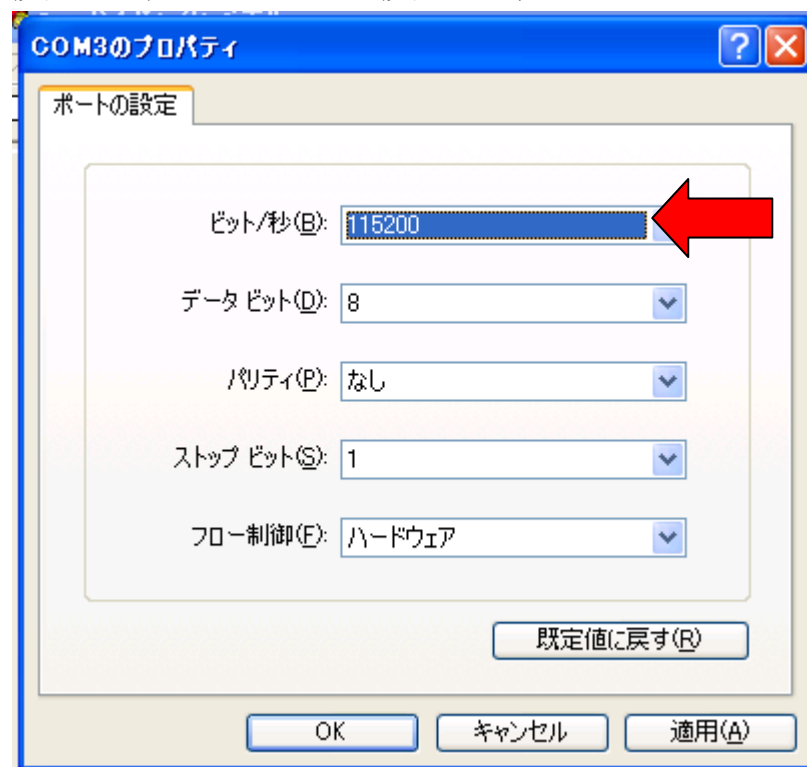 COM3のプロパティ
ポートの設定
ビット/秒(B): 115200
データ ビット(D): 8
パリティ(P): なし
ストップ ビット(S): 1
フロー制御(F): ハードウェア
既定値に戻す(R)
OK キャンセル 適用(A)